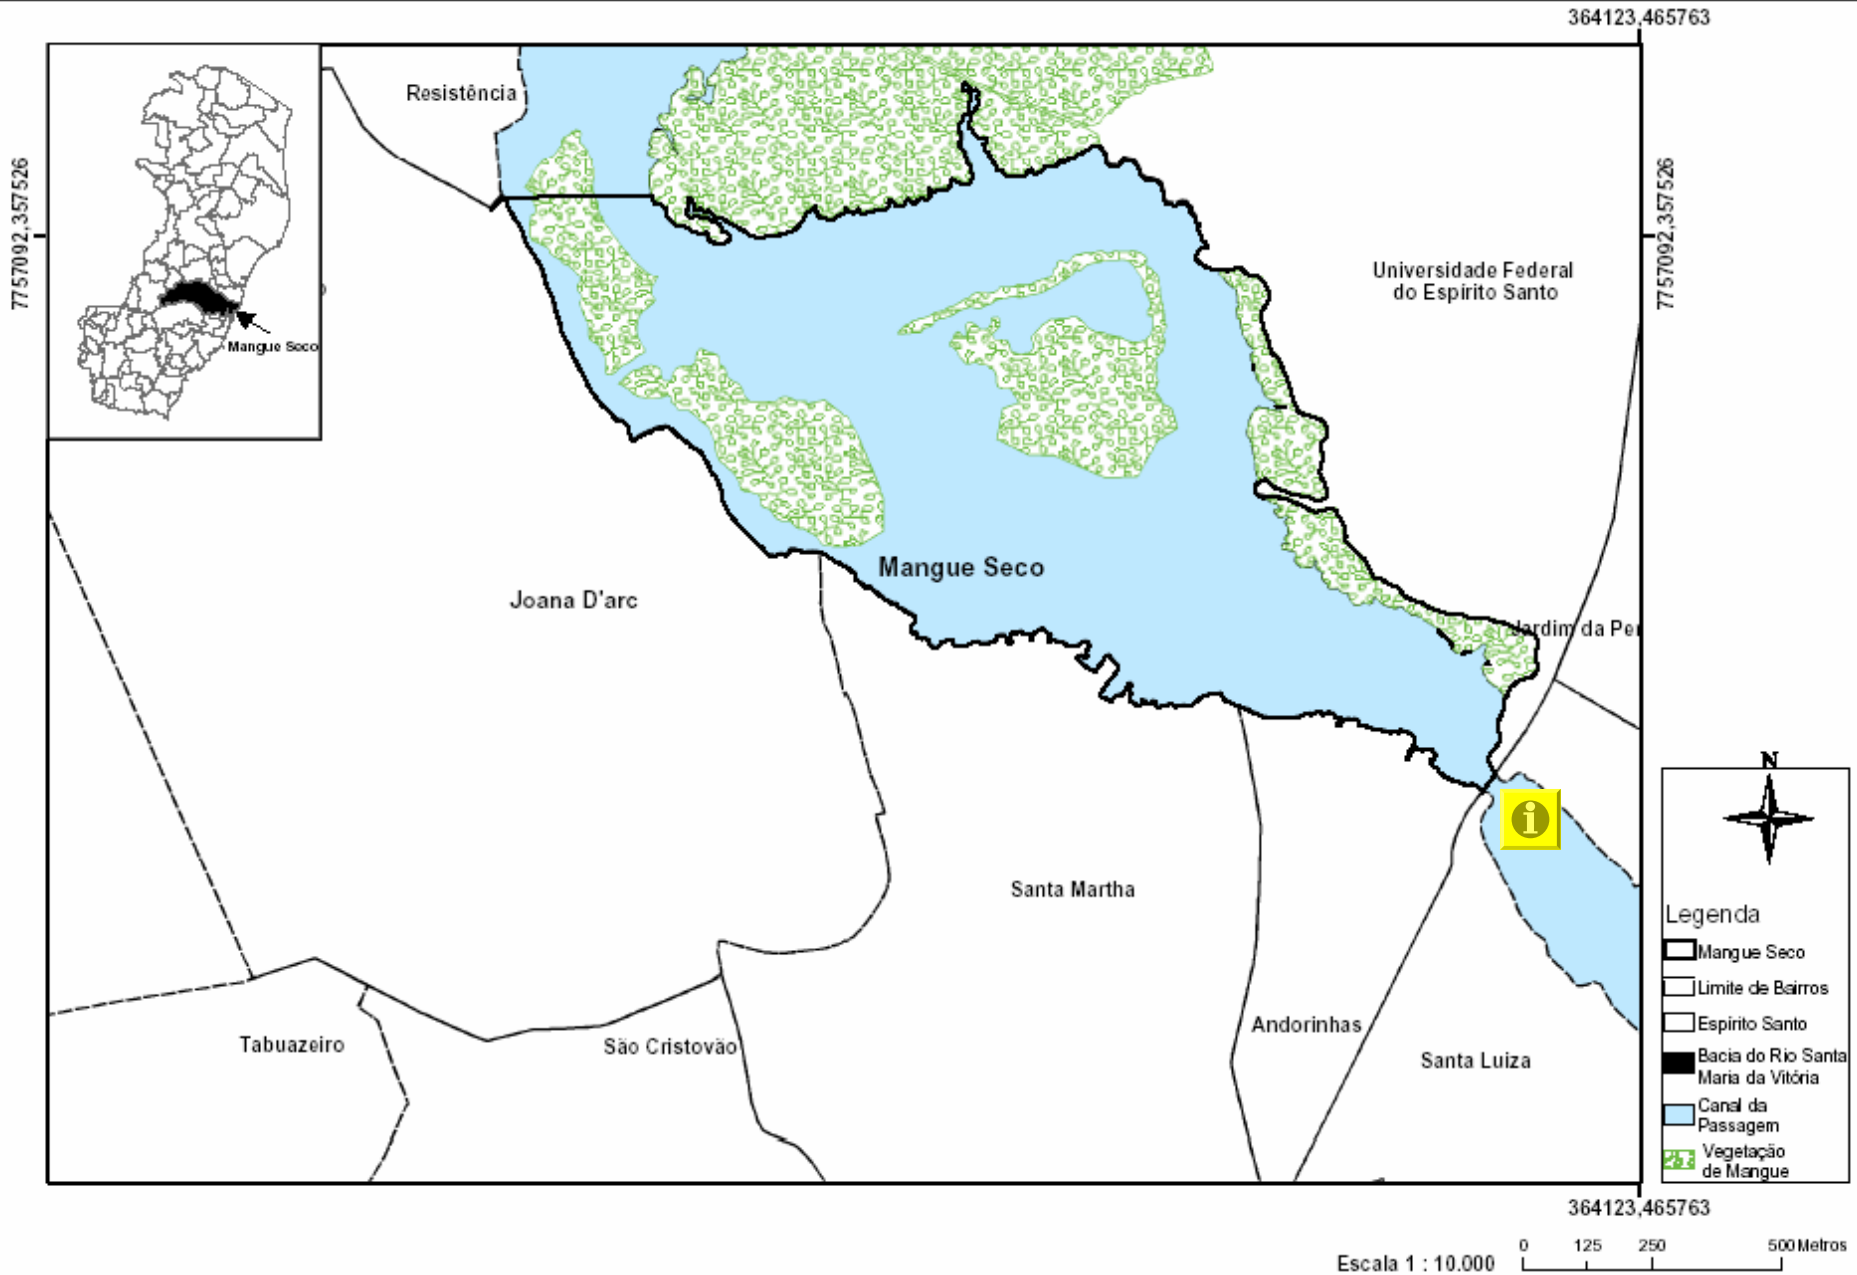 364123,465763
Resistência
7757092,357526
7757092,357526
Universidade Federal
do Espirito Santo
Mangue Seco
Mangue Seco
Joana D'arc
Jardim da Pe
N
i
Santa Martha
Legenda
Mangue Seco
Limite de Bairros
Espirito Santo
Bacia do Rio Santa
Maria da Vitória
Canal da
Passagem
Vegetação
de Mangue
Andorinhas
Tabuazeiro
São Cristovão
Santa Luiza
364123,465763
Escala 1 : 10.000
0 125 250 500 Metros